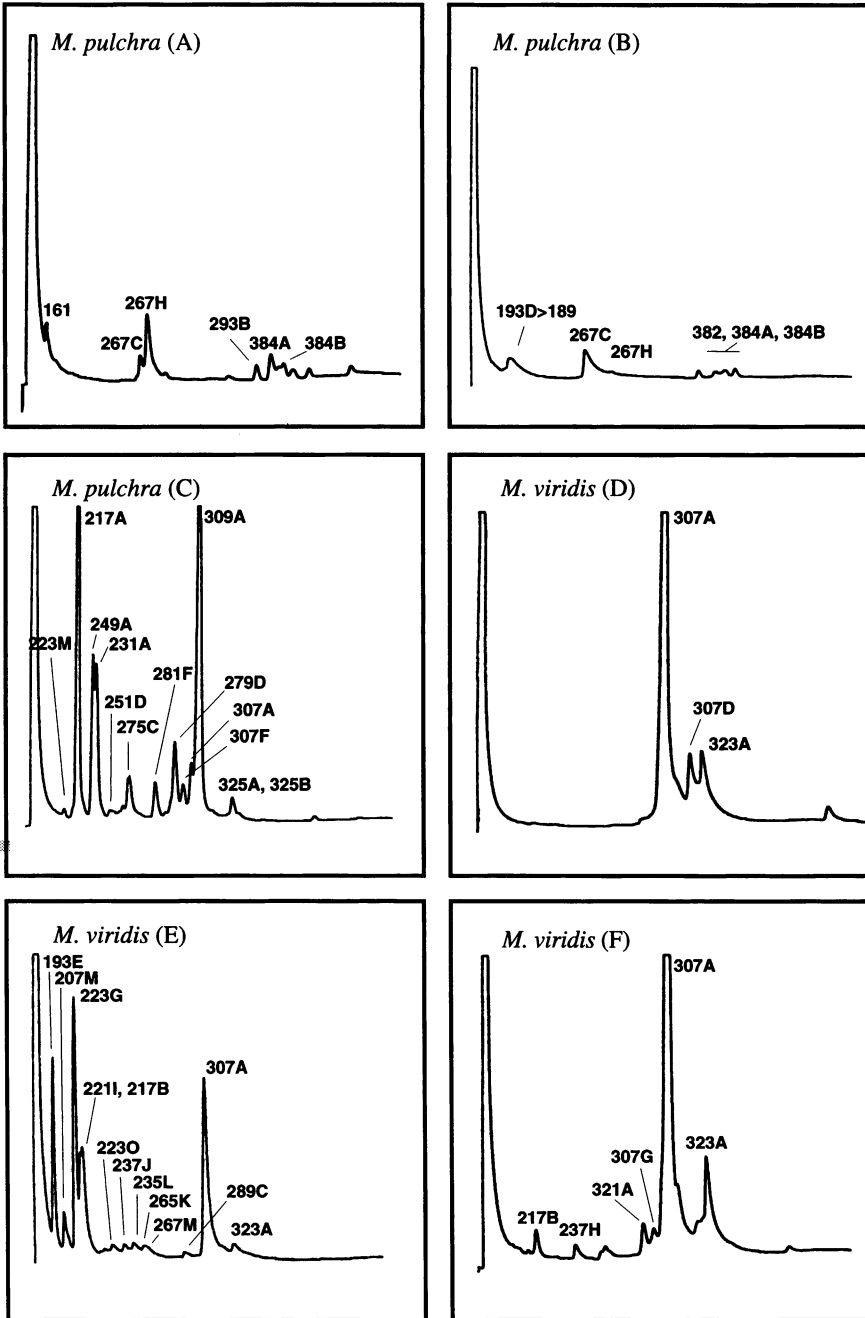 M. pulchra (A)
161
267C
267H
293B
384A
384B
M. pulchra (B)
193D>189
267C
267H
382, 384A, 384B
M. pulchra (C)
217A
309A
223M
249A
231A
251D
275C
281F
279D
307A
307F
325A, 325B
M. viridis (D)
307A
307D
323A
M. viridis (E)
193E
207M
223G
221I, 217B
223O
237J
235L
265K
267M
289C
307A
323A
M. viridis (F)
307A
323A
307G
321A
217B
237H